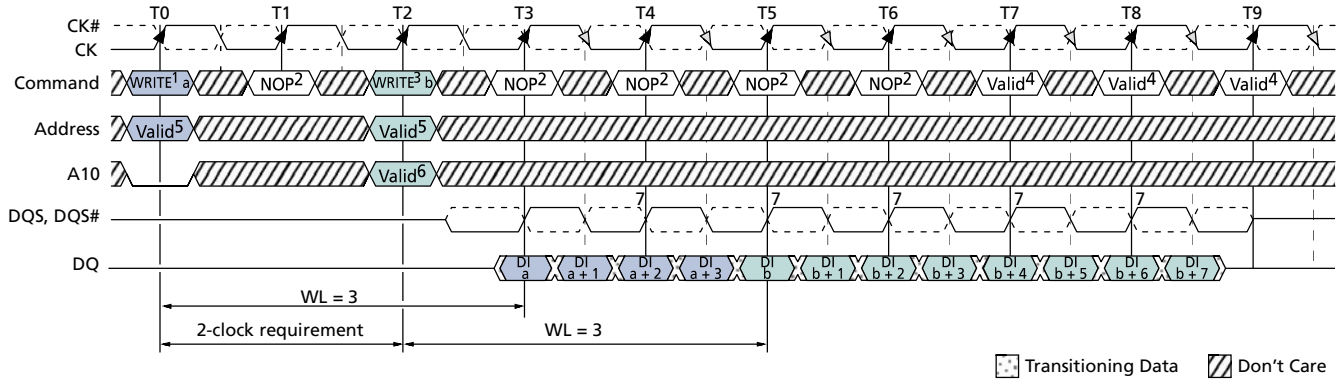 T0 T1 T2 T3 T4 T5 T6 T7 T8 T9
CK#
CK
Command WRITE1 a NOP2 WRITE3 b NOP2 NOP2 NOP2 NOP2 Valid4 Valid4 Valid4
Address Valid5 Valid5
A10 Valid6
7 7 7 7 7
DQS, DQS#
DQ DI a DI a + 1 DI a + 2 DI a + 3 DI b DI b + 1 DI b + 2 DI b + 3 DI b + 4 DI b + 5 DI b + 6 DI b + 7
WL = 3
2-clock requirement WL = 3
Transitioning Data Don't Care